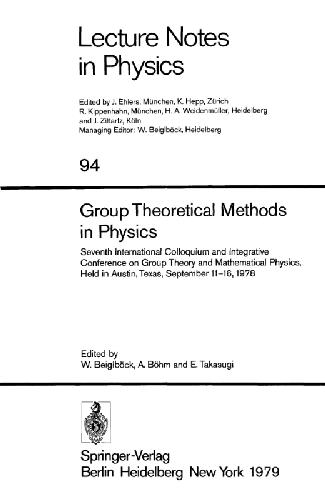 Lecture Notes
in Physics
Edited by J. Ehlers, München, K. Hepp, Zürich
R. Kippenhahn, München, H. A. Weidenmüller, Heidelberg
and J. Zittartz, Köln
Managing Editor: W. Beiglböck, Heidelberg
94
Group Theoretical Methods
in Physics
Seventh International Colloquium and Integrative
Conference on Group Theory and Mathematical Physics,
Held in Austin, Texas, September 11–16, 1978
Edited by
W. Beiglböck, A. Böhm and E. Takasugi
Springer-Verlag
Berlin Heidelberg New York 1979